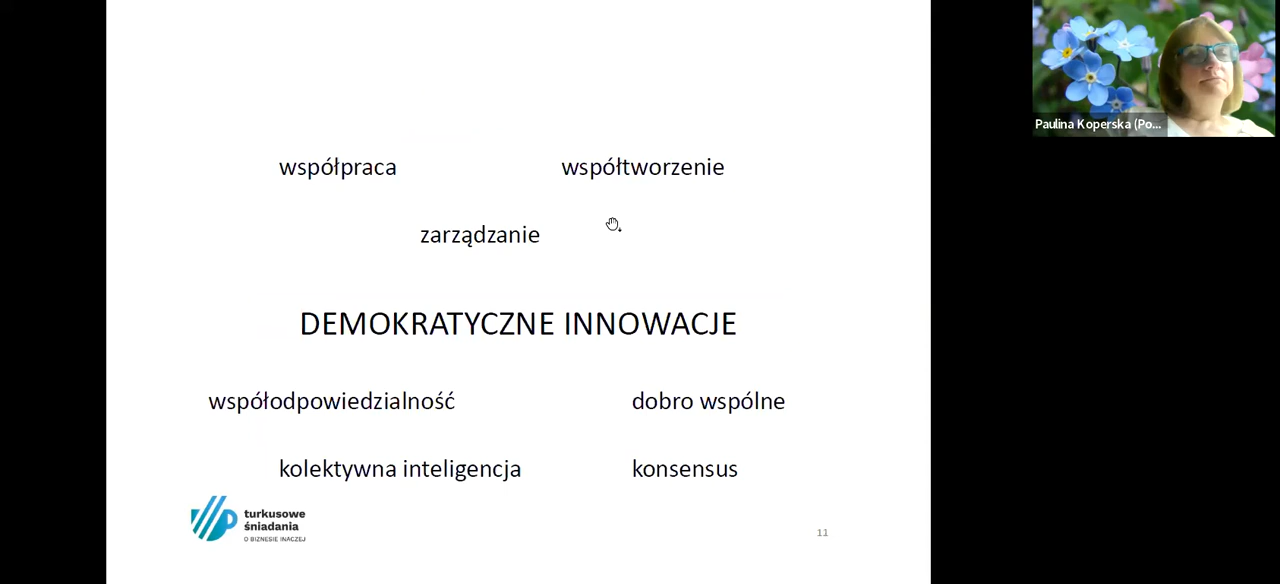 współpraca współtworzenie
Paulina Koperska (Po...
zarządzanie
DEMOKRATYCZNE INNOWACJE
współodpowiedzialność dobro wspólne
kolektywna inteligencja konsensus
turkusowe
śniadania
O BIZNESIE INACZEJ
11